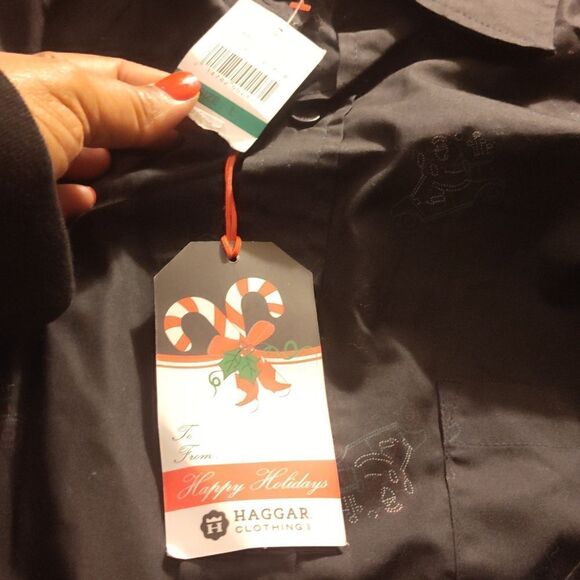 To
From
Happy Holidays
H HAGGAR
CLOTHING